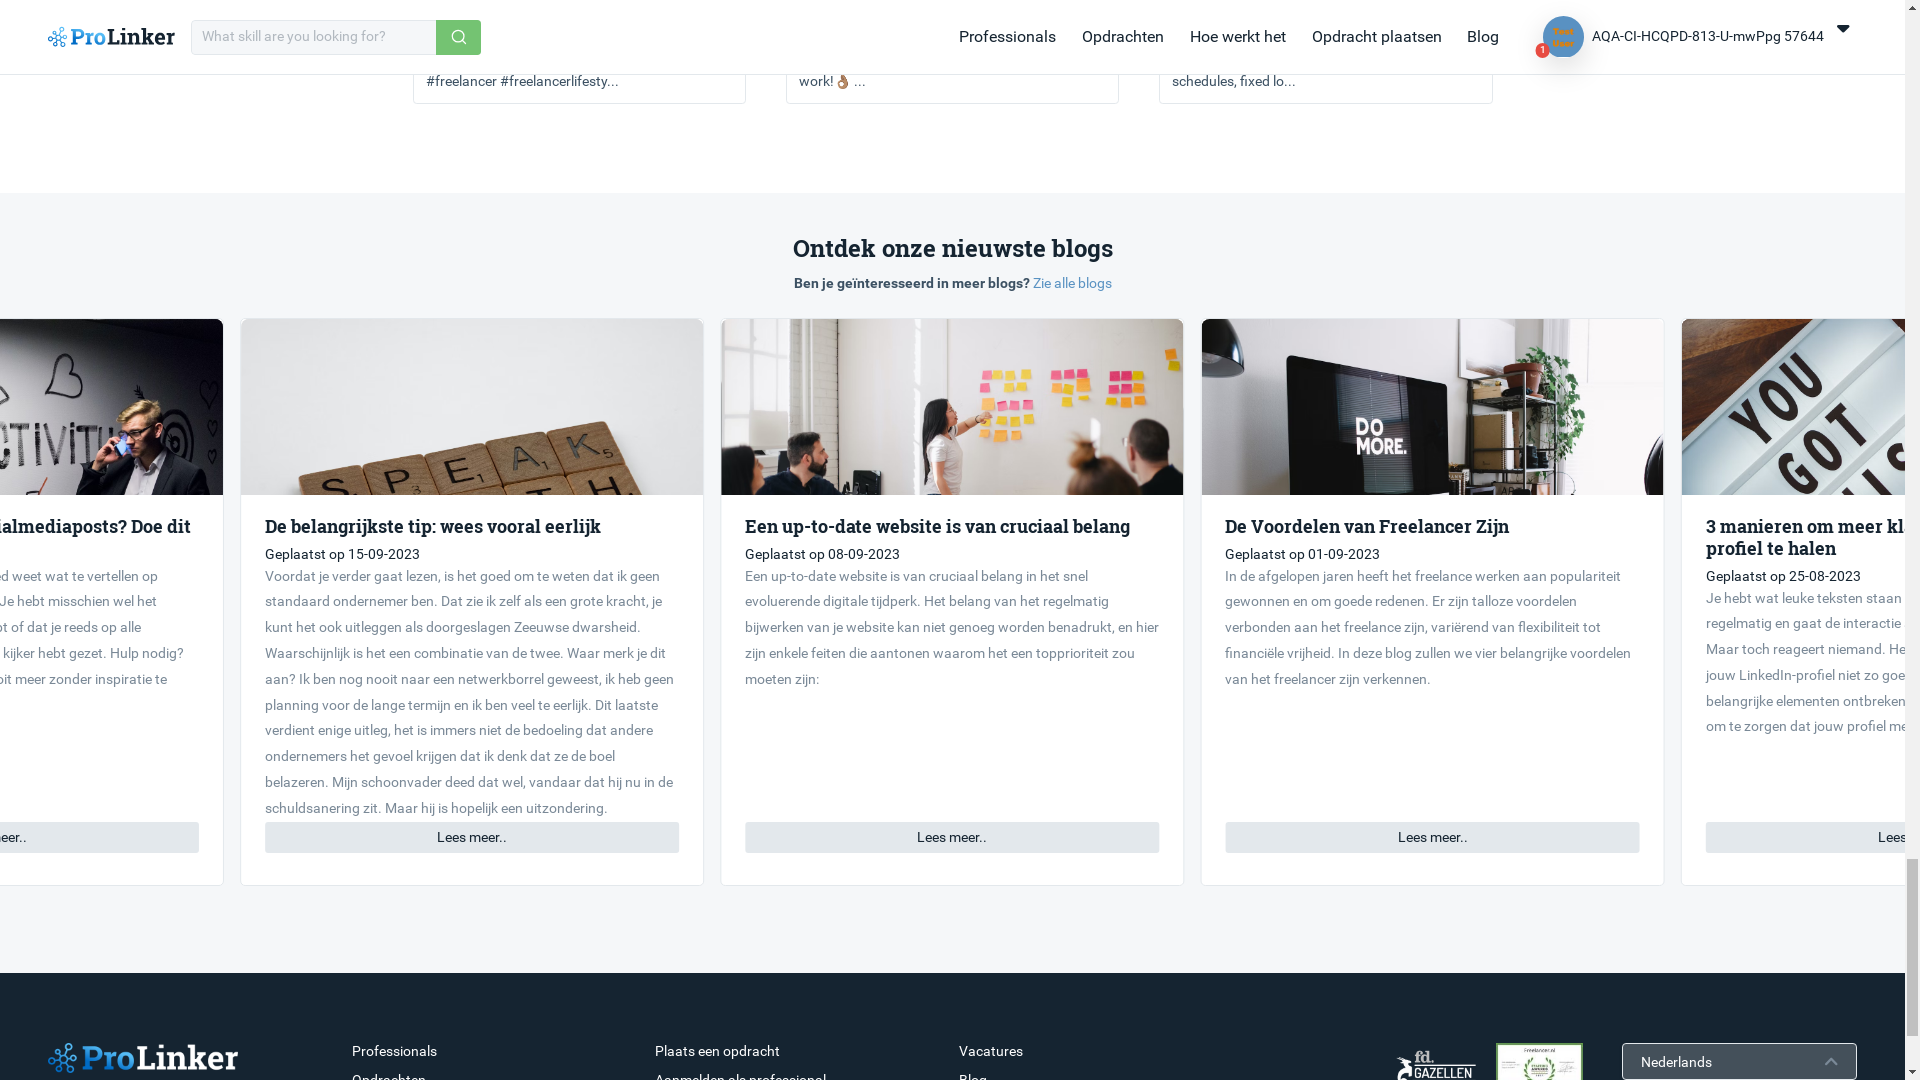 ProLinker
What skill are you looking for?
Professionals
Opdrachten
Hoe werkt het
Opdracht plaatsen
Blog
Test
User
1
AQA-CI-HCQPD-813-U-mwPpg 57644
#freelancer #freelancerlifesty...
work!👌🏽 ...
schedules, fixed lo...
Ontdek onze nieuwste blogs
Ben je geïnteresseerd in meer blogs? Zie alle blogs
ialmediaposts? Doe dit
d weet wat te vertellen op
Je hebt misschien wel het
ot of dat je reeds op alle
kijker hebt gezet. Hulp nodig?
oit meer zonder inspiratie te
eer..
SPEAK
TH
De belangrijkste tip: wees vooral eerlijk
Geplaatst op 15-09-2023
Voordat je verder gaat lezen, is het goed om te weten dat ik geen
standaard ondernemer ben. Dat zie ik zelf als een grote kracht, je
kunt het ook uitleggen als doorgeslagen Zeeuwse dwarsheid.
Waarschijnlijk is het een combinatie van de twee. Waar merk je dit
aan? Ik ben nog nooit naar een netwerkborrel geweest, ik heb geen
planning voor de lange termijn en ik ben veel te eerlijk. Dit laatste
verdient enige uitleg, het is immers niet de bedoeling dat andere
ondernemers het gevoel krijgen dat ik denk dat ze de boel
belazeren. Mijn schoonvader deed dat wel, vandaar dat hij nu in de
schuldsanering zit. Maar hij is hopelijk een uitzondering.
Lees meer..
Een up-to-date website is van cruciaal belang
Geplaatst op 08-09-2023
Een up-to-date website is van cruciaal belang in het snel
evoluerende digitale tijdperk. Het belang van het regelmatig
bijwerken van je website kan niet genoeg worden benadrukt, en hier
zijn enkele feiten die aantonen waarom het een topprioriteit zou
moeten zijn:
Lees meer..
DO
MORE.
De Voordelen van Freelancer Zijn
Geplaatst op 01-09-2023
In de afgelopen jaren heeft het freelance werken aan populariteit
gewonnen en om goede redenen. Er zijn talloze voordelen
verbonden aan het freelance zijn, variërend van flexibiliteit tot
financiële vrijheid. In deze blog zullen we vier belangrijke voordelen
van het freelancer zijn verkennen.
Lees meer..
YOU
GOT
3 manieren om meer kl
profiel te halen
Geplaatst op 25-08-2023
Je hebt wat leuke teksten staan
regelmatig en gaat de interactie
Maar toch reageert niemand. He
jouw LinkedIn-profiel niet zo goe
belangrijke elementen ontbreken
om te zorgen dat jouw profiel me
Lees
ProLinker
Professionals
Opdrachten
Plaats een opdracht
Aanmelden als professional
Vacatures
Blog
fd.
GAZELLEN
Freelancer.nl
Nederlands